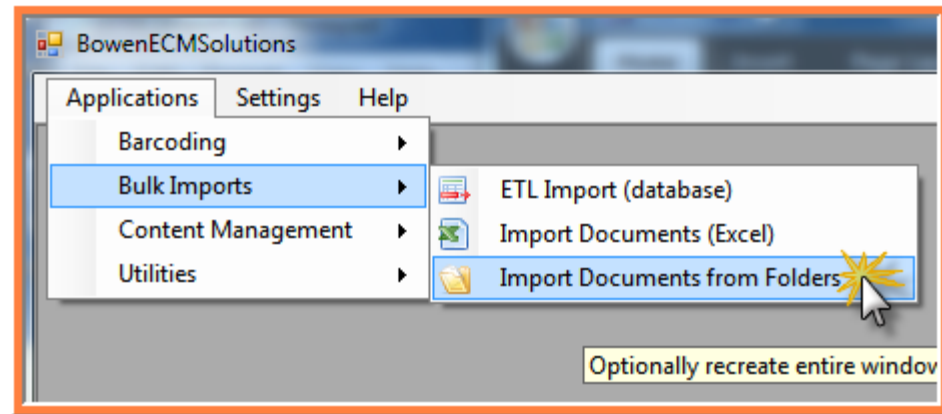 BowenECMSolutions
Applications Settings Help
Barcoding
Bulk Imports
Content Management
Utilities
ETL Import (database)
Import Documents (Excel)
Import Documents from Folders
Optionally recreate entire window